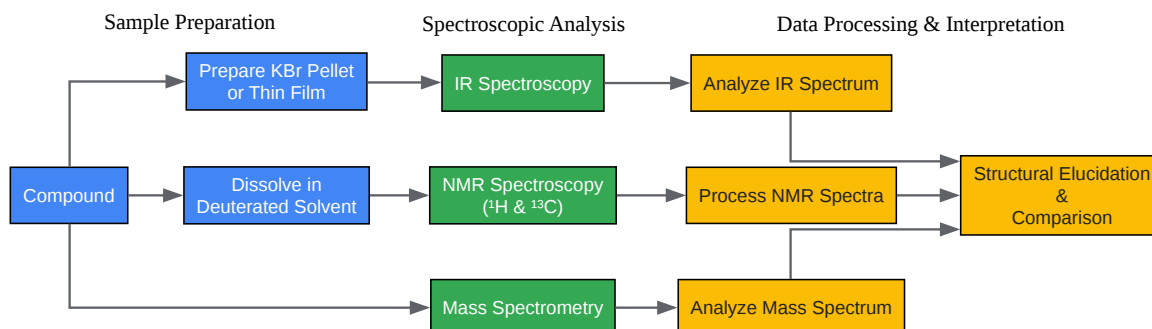 Sample Preparation
Spectroscopic Analysis
Data Processing & Interpretation
Prepare KBr Pellet
or Thin Film
IR Spectroscopy
Analyze IR Spectrum
Compound
Dissolve in
Deuterated Solvent
NMR Spectroscopy
(¹H & ¹³C)
Process NMR Spectra
Structural Elucidation
&
Comparison
Mass Spectrometry
Analyze Mass Spectrum